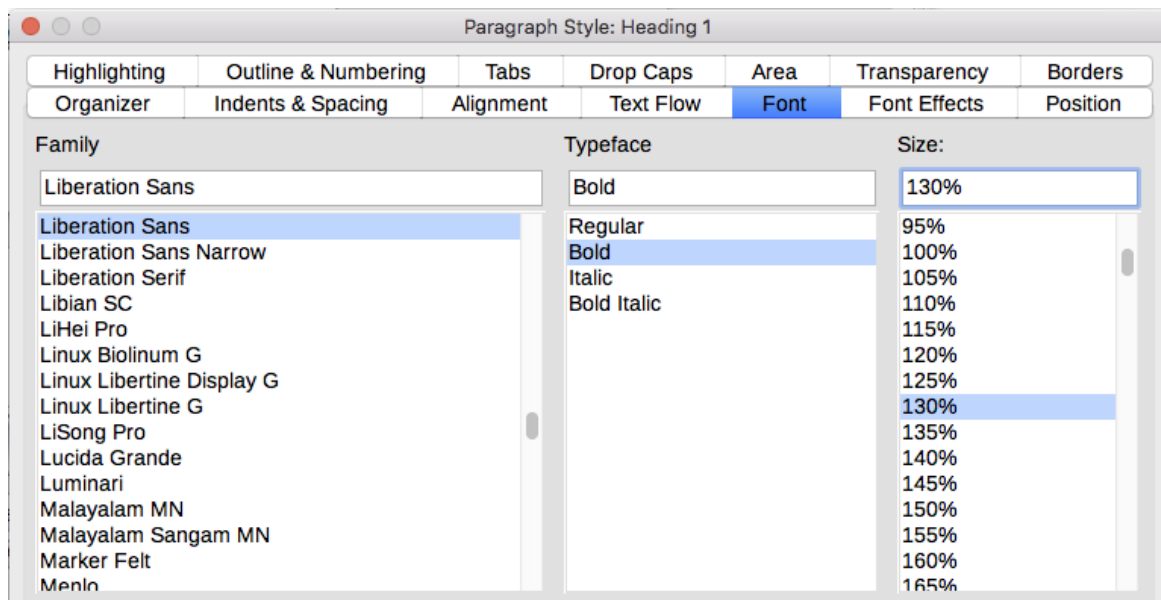 Paragraph Style: Heading 1
Highlighting Outline & Numbering Tabs Drop Caps Area Transparency Borders
Organizer Indents & Spacing Alignment Text Flow Font Font Effects Position
Family Typeface Size:
Liberation Sans Bold 130%
Liberation Sans Regular 95%
Liberation Sans Narrow Bold 100%
Liberation Serif Italic 105%
Libian SC Bold Italic 110%
LiHei Pro 115%
Linux Biolinum G 120%
Linux Libertine Display G 125%
Linux Libertine G 130%
LiSong Pro 135%
Lucida Grande 140%
Luminari 145%
Malayalam MN 150%
Malayalam Sangam MN 155%
Marker Felt 160%
Menlo 165%